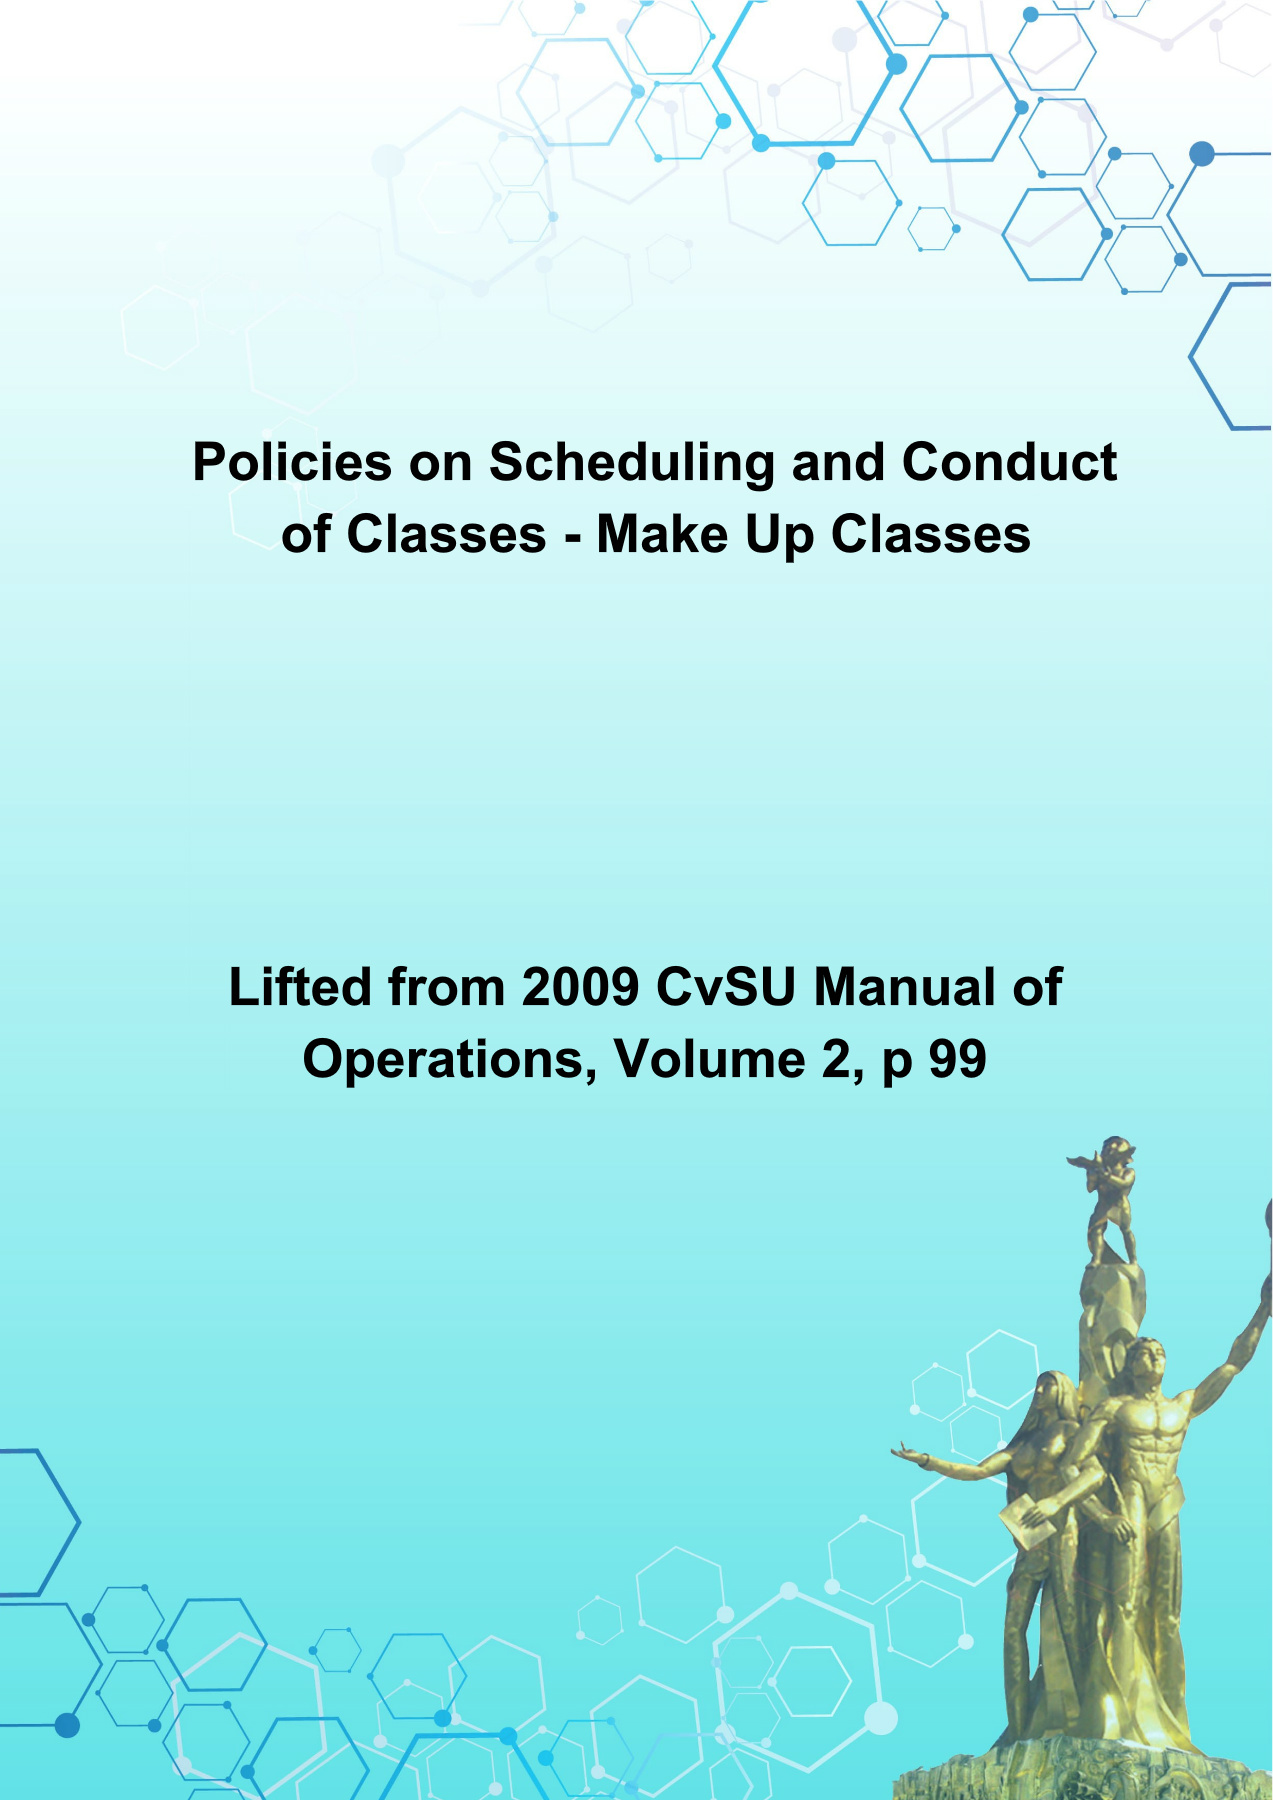 Policies on Scheduling and Conduct
of Classes - Make Up Classes
Lifted from 2009 CvSU Manual of
Operations, Volume 2, p 99